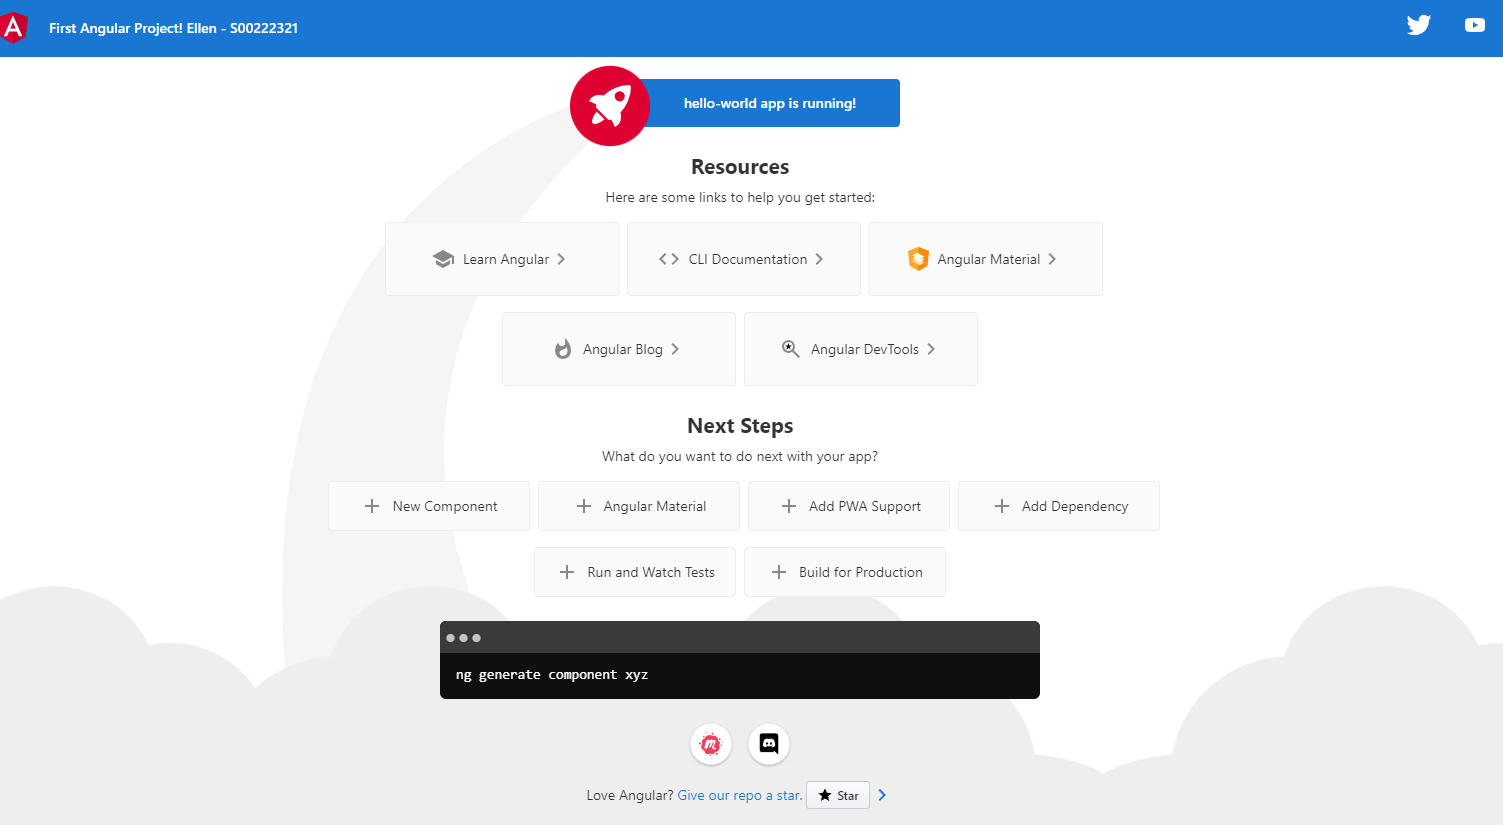 First Angular Project! Ellen - S00222321
hello-world app is running!
Resources
Here are some links to help you get started:
Learn Angular
CLI Documentation
Angular Material
Angular Blog
Angular DevTools
Next Steps
What do you want to do next with your app?
New Component
Angular Material
Add PWA Support
Add Dependency
Run and Watch Tests
Build for Production
ng generate component xyz
Love Angular? Give our repo a star. Star